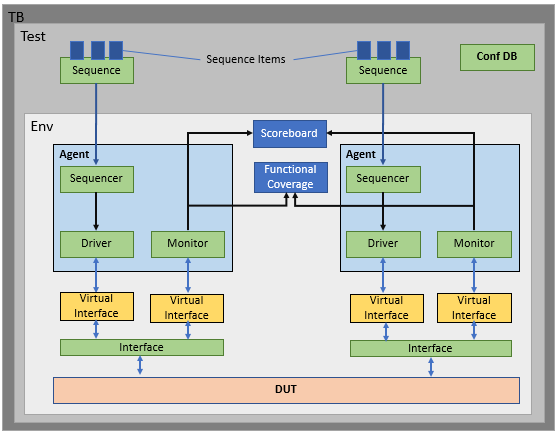 TB
Test
Sequence Items
Conf DB
Sequence
Sequence
Env
Scoreboard
Agent
Agent
Functional
Coverage
Sequencer
Sequencer
Driver
Monitor
Driver
Monitor
Virtual
Interface
Virtual
Interface
Virtual
Interface
Virtual
Interface
Interface
Interface
DUT